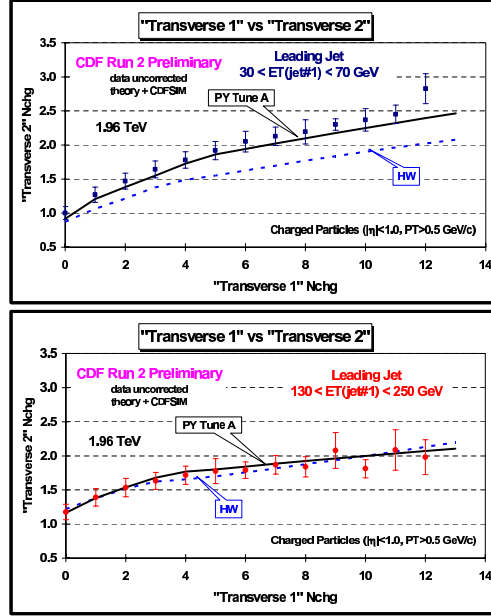 "Transverse 1" vs "Transverse 2"
CDF Run 2 Preliminary
data uncorrected
theory + CDFSIM
Leading Jet
30 < ET(jet#1) < 70 GeV
PY Tune A
1.96 TeV
HW
Charged Particles (|η|<1.0, PT>0.5 GeV/c)
"Transverse 2" Nchg
3.5
3.0
2.5
2.0
1.5
1.0
0.5
0 2 4 6 8 10 12 14
"Transverse 1" Nchg
"Transverse 1" vs "Transverse 2"
CDF Run 2 Preliminary
data uncorrected
theory + CDFSIM
Leading Jet
130 < ET(jet#1) < 250 GeV
PY Tune A
1.96 TeV
HW
Charged Particles (|η|<1.0, PT>0.5 GeV/c)
"Transverse 2" Nchg
3.5
3.0
2.5
2.0
1.5
1.0
0.5
0 2 4 6 8 10 12 14
"Transverse 1" Nchg